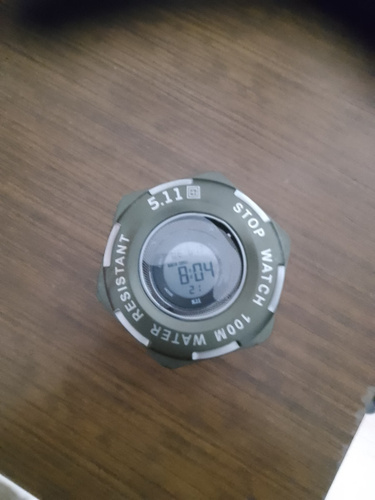 5.11
STOP WATCH 100M WATER RESISTANT
8:04